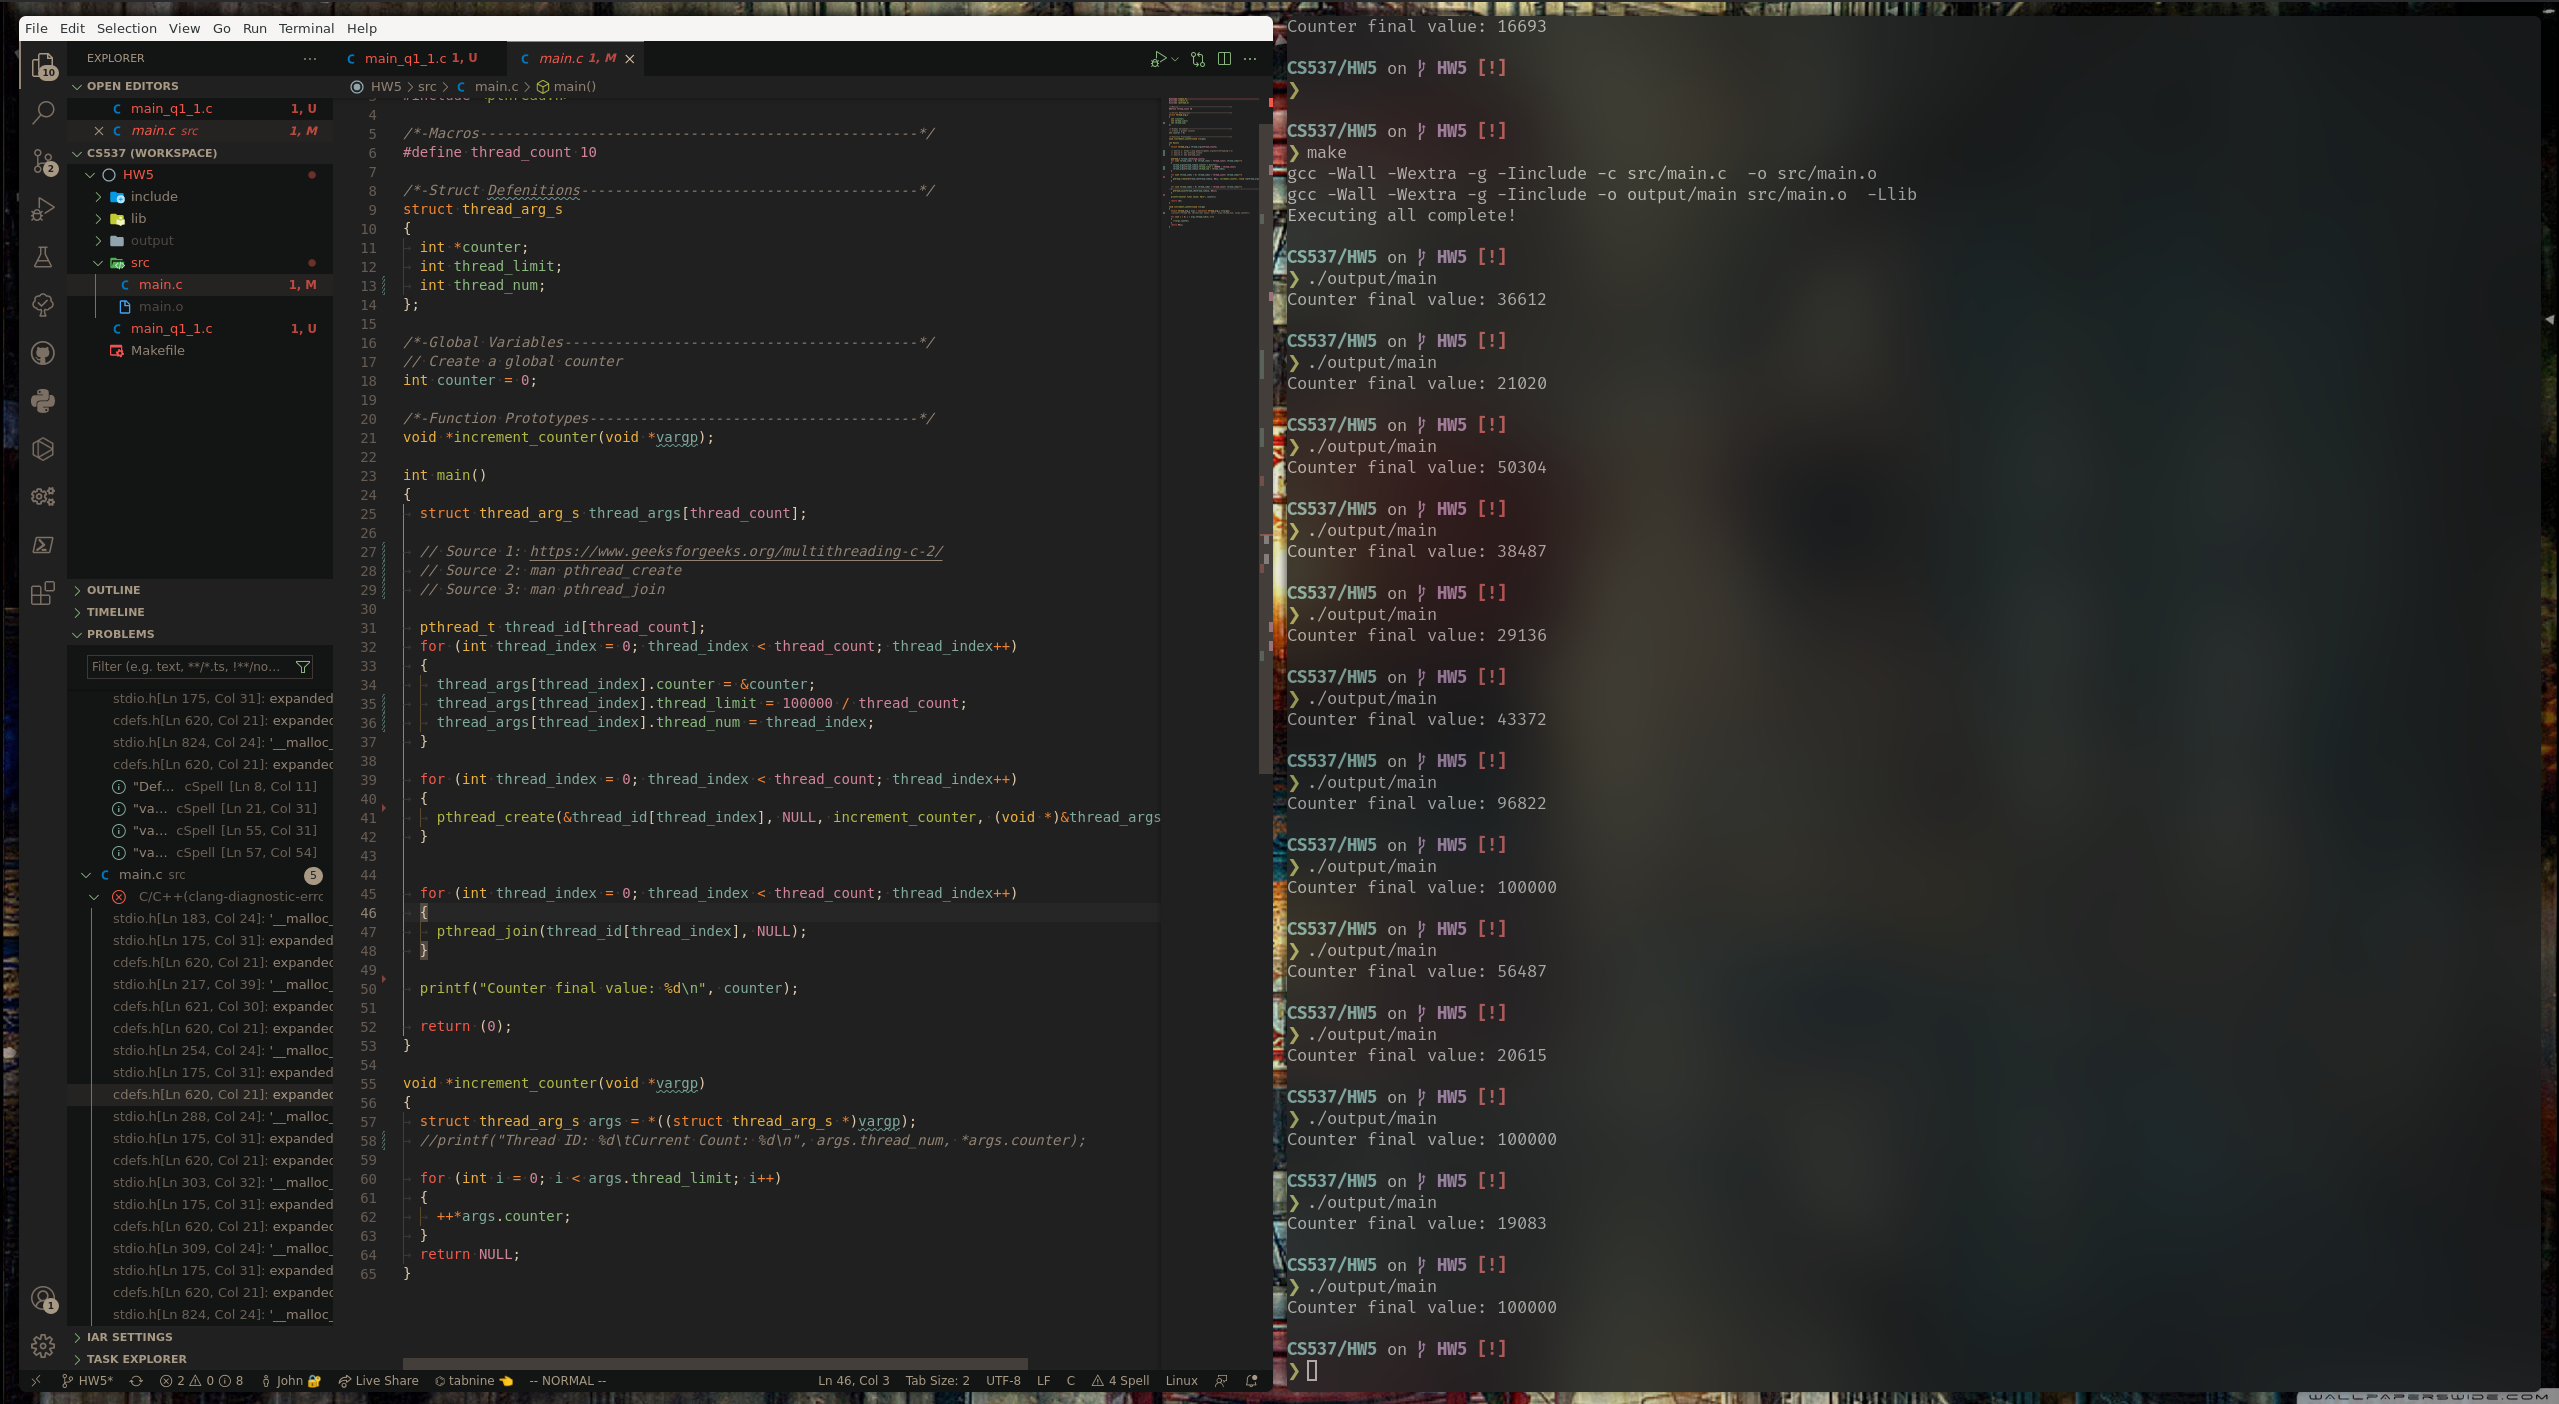 File Edit Selection View Go Run Terminal Help
EXPLORER
OPEN EDITORS
main_q1_1.c 1, U
main.c src 1, M
CS537 (WORKSPACE)
HW5
include
lib
output
src
main.c 1, M
main.o
main_q1_1.c 1, U
Makefile
OUTLINE
TIMELINE
PROBLEMS
Filter (e.g. text, **/*.ts, !**/no...
stdio.h[Ln 175, Col 31]: expanded
cdefs.h[Ln 620, Col 21]: expanded
stdio.h[Ln 824, Col 24]: '__malloc_
cdefs.h[Ln 620, Col 21]: expanded
"Def... cSpell [Ln 8, Col 11]
"va... cSpell [Ln 21, Col 31]
"va... cSpell [Ln 55, Col 31]
"va... cSpell [Ln 57, Col 54]
main.c src 5
C/C++(clang-diagnostic-errc
stdio.h[Ln 183, Col 24]: '__malloc_
stdio.h[Ln 175, Col 31]: expanded
cdefs.h[Ln 620, Col 21]: expanded
stdio.h[Ln 217, Col 39]: '__malloc_
cdefs.h[Ln 621, Col 30]: expanded
cdefs.h[Ln 620, Col 21]: expanded
stdio.h[Ln 254, Col 24]: '__malloc_
stdio.h[Ln 175, Col 31]: expanded
cdefs.h[Ln 620, Col 21]: expanded
stdio.h[Ln 288, Col 24]: '__malloc_
stdio.h[Ln 175, Col 31]: expanded
cdefs.h[Ln 620, Col 21]: expanded
stdio.h[Ln 303, Col 32]: '__malloc_
stdio.h[Ln 175, Col 31]: expanded
cdefs.h[Ln 620, Col 21]: expanded
stdio.h[Ln 309, Col 24]: '__malloc_
stdio.h[Ln 175, Col 31]: expanded
cdefs.h[Ln 620, Col 21]: expanded
stdio.h[Ln 824, Col 24]: '__malloc_
IAR SETTINGS
TASK EXPLORER
10
2
1
main_q1_1.c 1, U main.c 1, M
HW5 > src > main.c > main()
4
5 /*-Macros----------------------------------------------------*/
6 #define thread_count 10
7
8 /*-Struct Defenitions----------------------------------------*/
9 struct thread_arg_s
10 {
11 int *counter;
12 int thread_limit;
13 int thread_num;
14 };
15
16 /*-Global Variables------------------------------------------*/
17 // Create a global counter
18 int counter = 0;
19
20 /*-Function Prototypes---------------------------------------*/
21 void *increment_counter(void *vargp);
22
23 int main()
24 {
25 struct thread_arg_s thread_args[thread_count];
26
27 // Source 1: https://www.geeksforgeeks.org/multithreading-c-2/
28 // Source 2: man pthread_create
29 // Source 3: man pthread_join
30
31 pthread_t thread_id[thread_count];
32 for (int thread_index = 0; thread_index < thread_count; thread_index++)
33 {
34 thread_args[thread_index].counter = &counter;
35 thread_args[thread_index].thread_limit = 100000 / thread_count;
36 thread_args[thread_index].thread_num = thread_index;
37 }
38
39 for (int thread_index = 0; thread_index < thread_count; thread_index++)
40 {
41 pthread_create(&thread_id[thread_index], NULL, increment_counter, (void *)&thread_args
42 }
43
44
45 for (int thread_index = 0; thread_index < thread_count; thread_index++)
46 {
47 pthread_join(thread_id[thread_index], NULL);
48 }
49
50 printf("Counter final value: %d\n", counter);
51
52 return (0);
53 }
54
55 void *increment_counter(void *vargp)
56 {
57 struct thread_arg_s args = *((struct thread_arg_s *)vargp);
58 //printf("Thread ID: %d\tCurrent Count: %d\n", args.thread_num, *args.counter);
59
60 for (int i = 0; i < args.thread_limit; i++)
61 {
62 ++*args.counter;
63 }
64 return NULL;
65 }
HW5* 2 0 8 John Live Share tabnine -- NORMAL -- Ln 46, Col 3 Tab Size: 2 UTF-8 LF C 4 Spell Linux
Counter final value: 16693
CS537/HW5 on HW5 [!]
❯
CS537/HW5 on HW5 [!]
❯ make
gcc -Wall -Wextra -g -Iinclude -c src/main.c  -o src/main.o
gcc -Wall -Wextra -g -Iinclude -o output/main src/main.o  -Llib
Executing all complete!
CS537/HW5 on HW5 [!]
❯ ./output/main
Counter final value: 36612
CS537/HW5 on HW5 [!]
❯ ./output/main
Counter final value: 21020
CS537/HW5 on HW5 [!]
❯ ./output/main
Counter final value: 50304
CS537/HW5 on HW5 [!]
❯ ./output/main
Counter final value: 38487
CS537/HW5 on HW5 [!]
❯ ./output/main
Counter final value: 29136
CS537/HW5 on HW5 [!]
❯ ./output/main
Counter final value: 43372
CS537/HW5 on HW5 [!]
❯ ./output/main
Counter final value: 96822
CS537/HW5 on HW5 [!]
❯ ./output/main
Counter final value: 100000
CS537/HW5 on HW5 [!]
❯ ./output/main
Counter final value: 56487
CS537/HW5 on HW5 [!]
❯ ./output/main
Counter final value: 20615
CS537/HW5 on HW5 [!]
❯ ./output/main
Counter final value: 100000
CS537/HW5 on HW5 [!]
❯ ./output/main
Counter final value: 19083
CS537/HW5 on HW5 [!]
❯ ./output/main
Counter final value: 100000
CS537/HW5 on HW5 [!]
❯
WALLPAPERSWIDE.COM